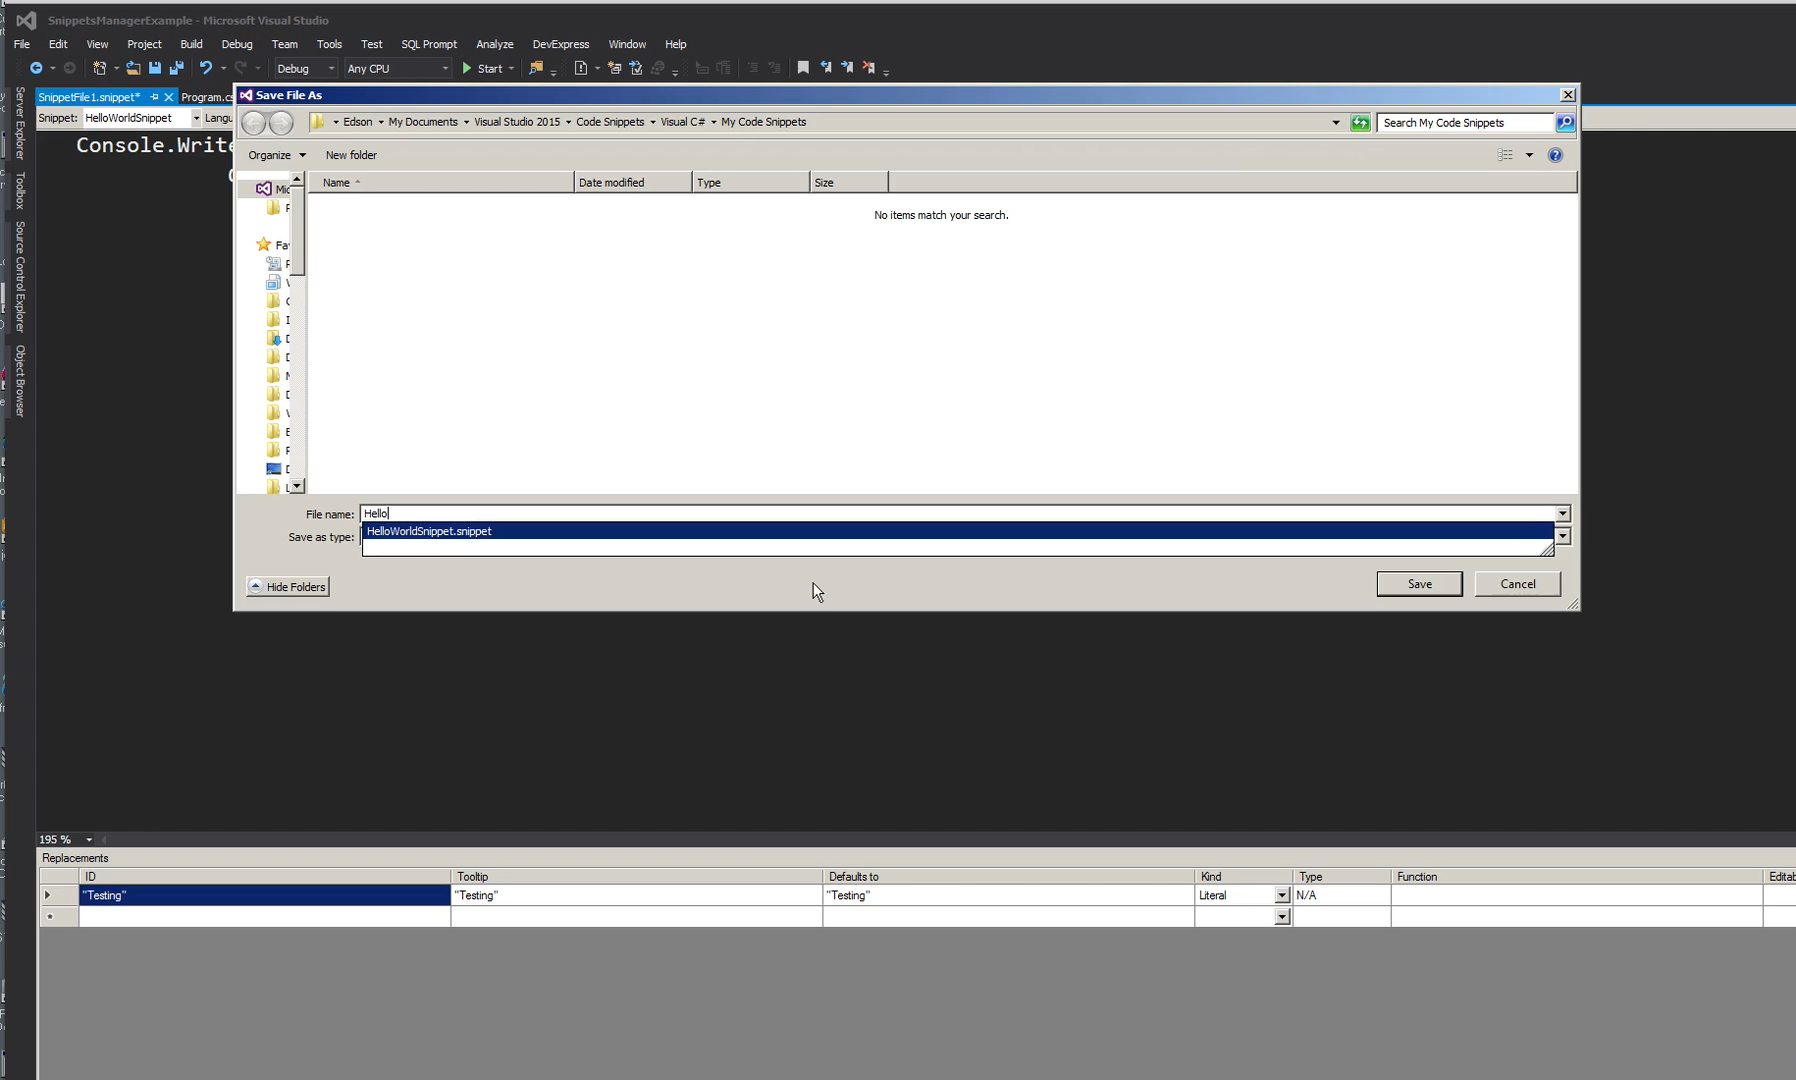 SnippetsManagerExample - Microsoft Visual Studio
File Edit View Project Build Debug Team Tools Test SQL Prompt Analyze DevExpress Window Help
Debug Any CPU Start
SnippetFile1.snippet* Program.cs
Save File As
Snippet: HelloWorldSnippet Langu
Edson My Documents Visual Studio 2015 Code Snippets Visual C# My Code Snippets
Search My Code Snippets
Console.Write
Organize New folder
Name Date modified Type Size
Mic
No items match your search.
Fav
Server Explorer
Toolbox
Source Control Explorer
Object Browser
File name: Hello
HelloWorldSnippet.snippet
Save as type:
Hide Folders
Save Cancel
195 %
Replacements
ID Tooltip Defaults to Kind Type Function Editab
"Testing" "Testing" "Testing" Literal N/A
*